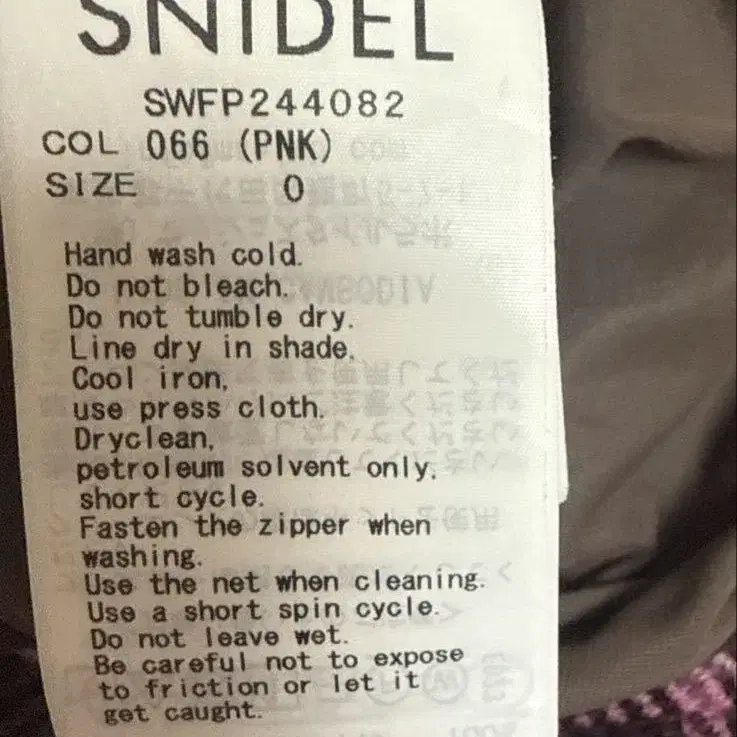 SNIDEL
SWFP244082
COL 066 (PNK)
SIZE 0
Hand wash cold.
Do not bleach.
Do not tumble dry.
Line dry in shade.
Cool iron,
use press cloth.
Dryclean,
petroleum solvent only,
short cycle.
Fasten the zipper when
washing.
Use the net when cleaning.
Use a short spin cycle.
Do not leave wet.
Be careful not to expose
to friction or let it
get caught.